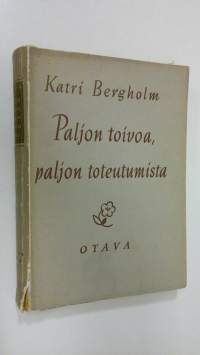 Katri Bergholm
Paljon toivoa,
paljon toteutumista
OTAVA